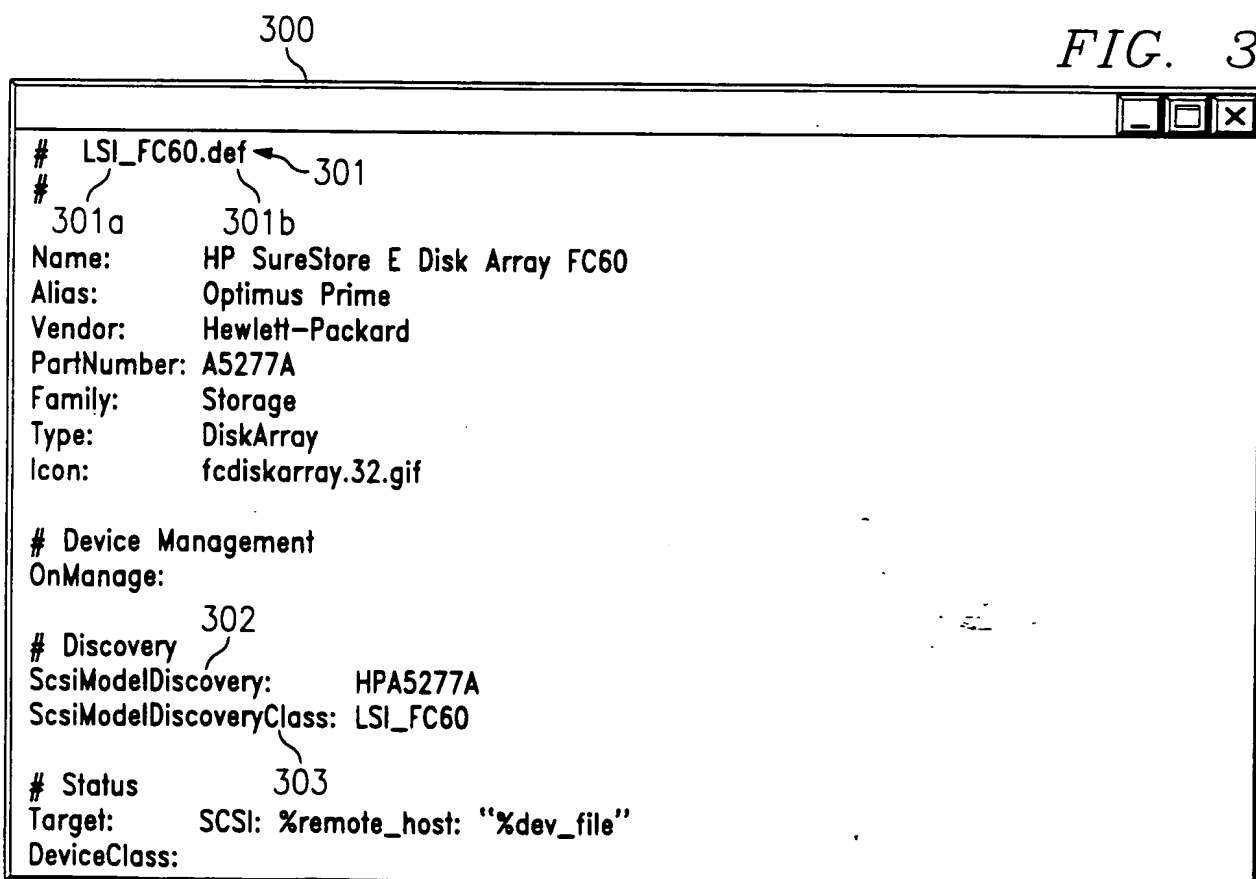 300
FIG. 3
# LSI_FC60.def 301
#
301a 301b
Name: HP SureStore E Disk Array FC60
Alias: Optimus Prime
Vendor: Hewlett-Packard
PartNumber: A5277A
Family: Storage
Type: DiskArray
Icon: fcdiskarray.32.gif
# Device Management
OnManage:
302
# Discovery
ScsiModelDiscovery: HPA5277A
ScsiModelDiscoveryClass: LSI_FC60
303
# Status
Target: SCSI: %remote_host: “%dev_file”
DeviceClass: